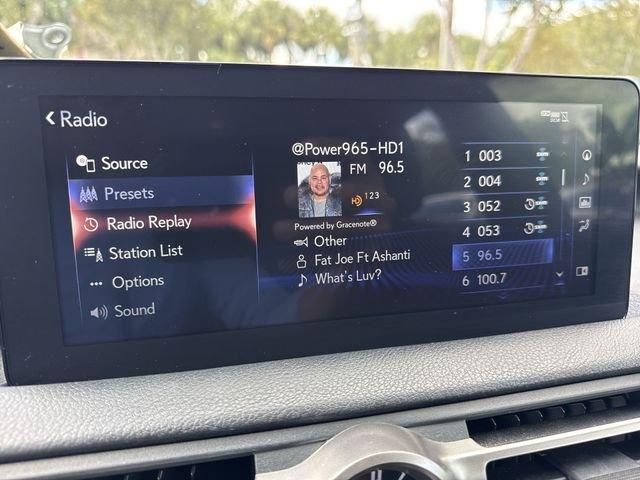 Radio
Source
Presets
Radio Replay
Station List
Options
Sound
@Power965-HD1
FM 96.5
HD 123
Powered by Gracenote®
Other
Fat Joe Ft Ashanti
What's Luv?
1 003
2 004
3 052
4 053
5 96.5
6 100.7